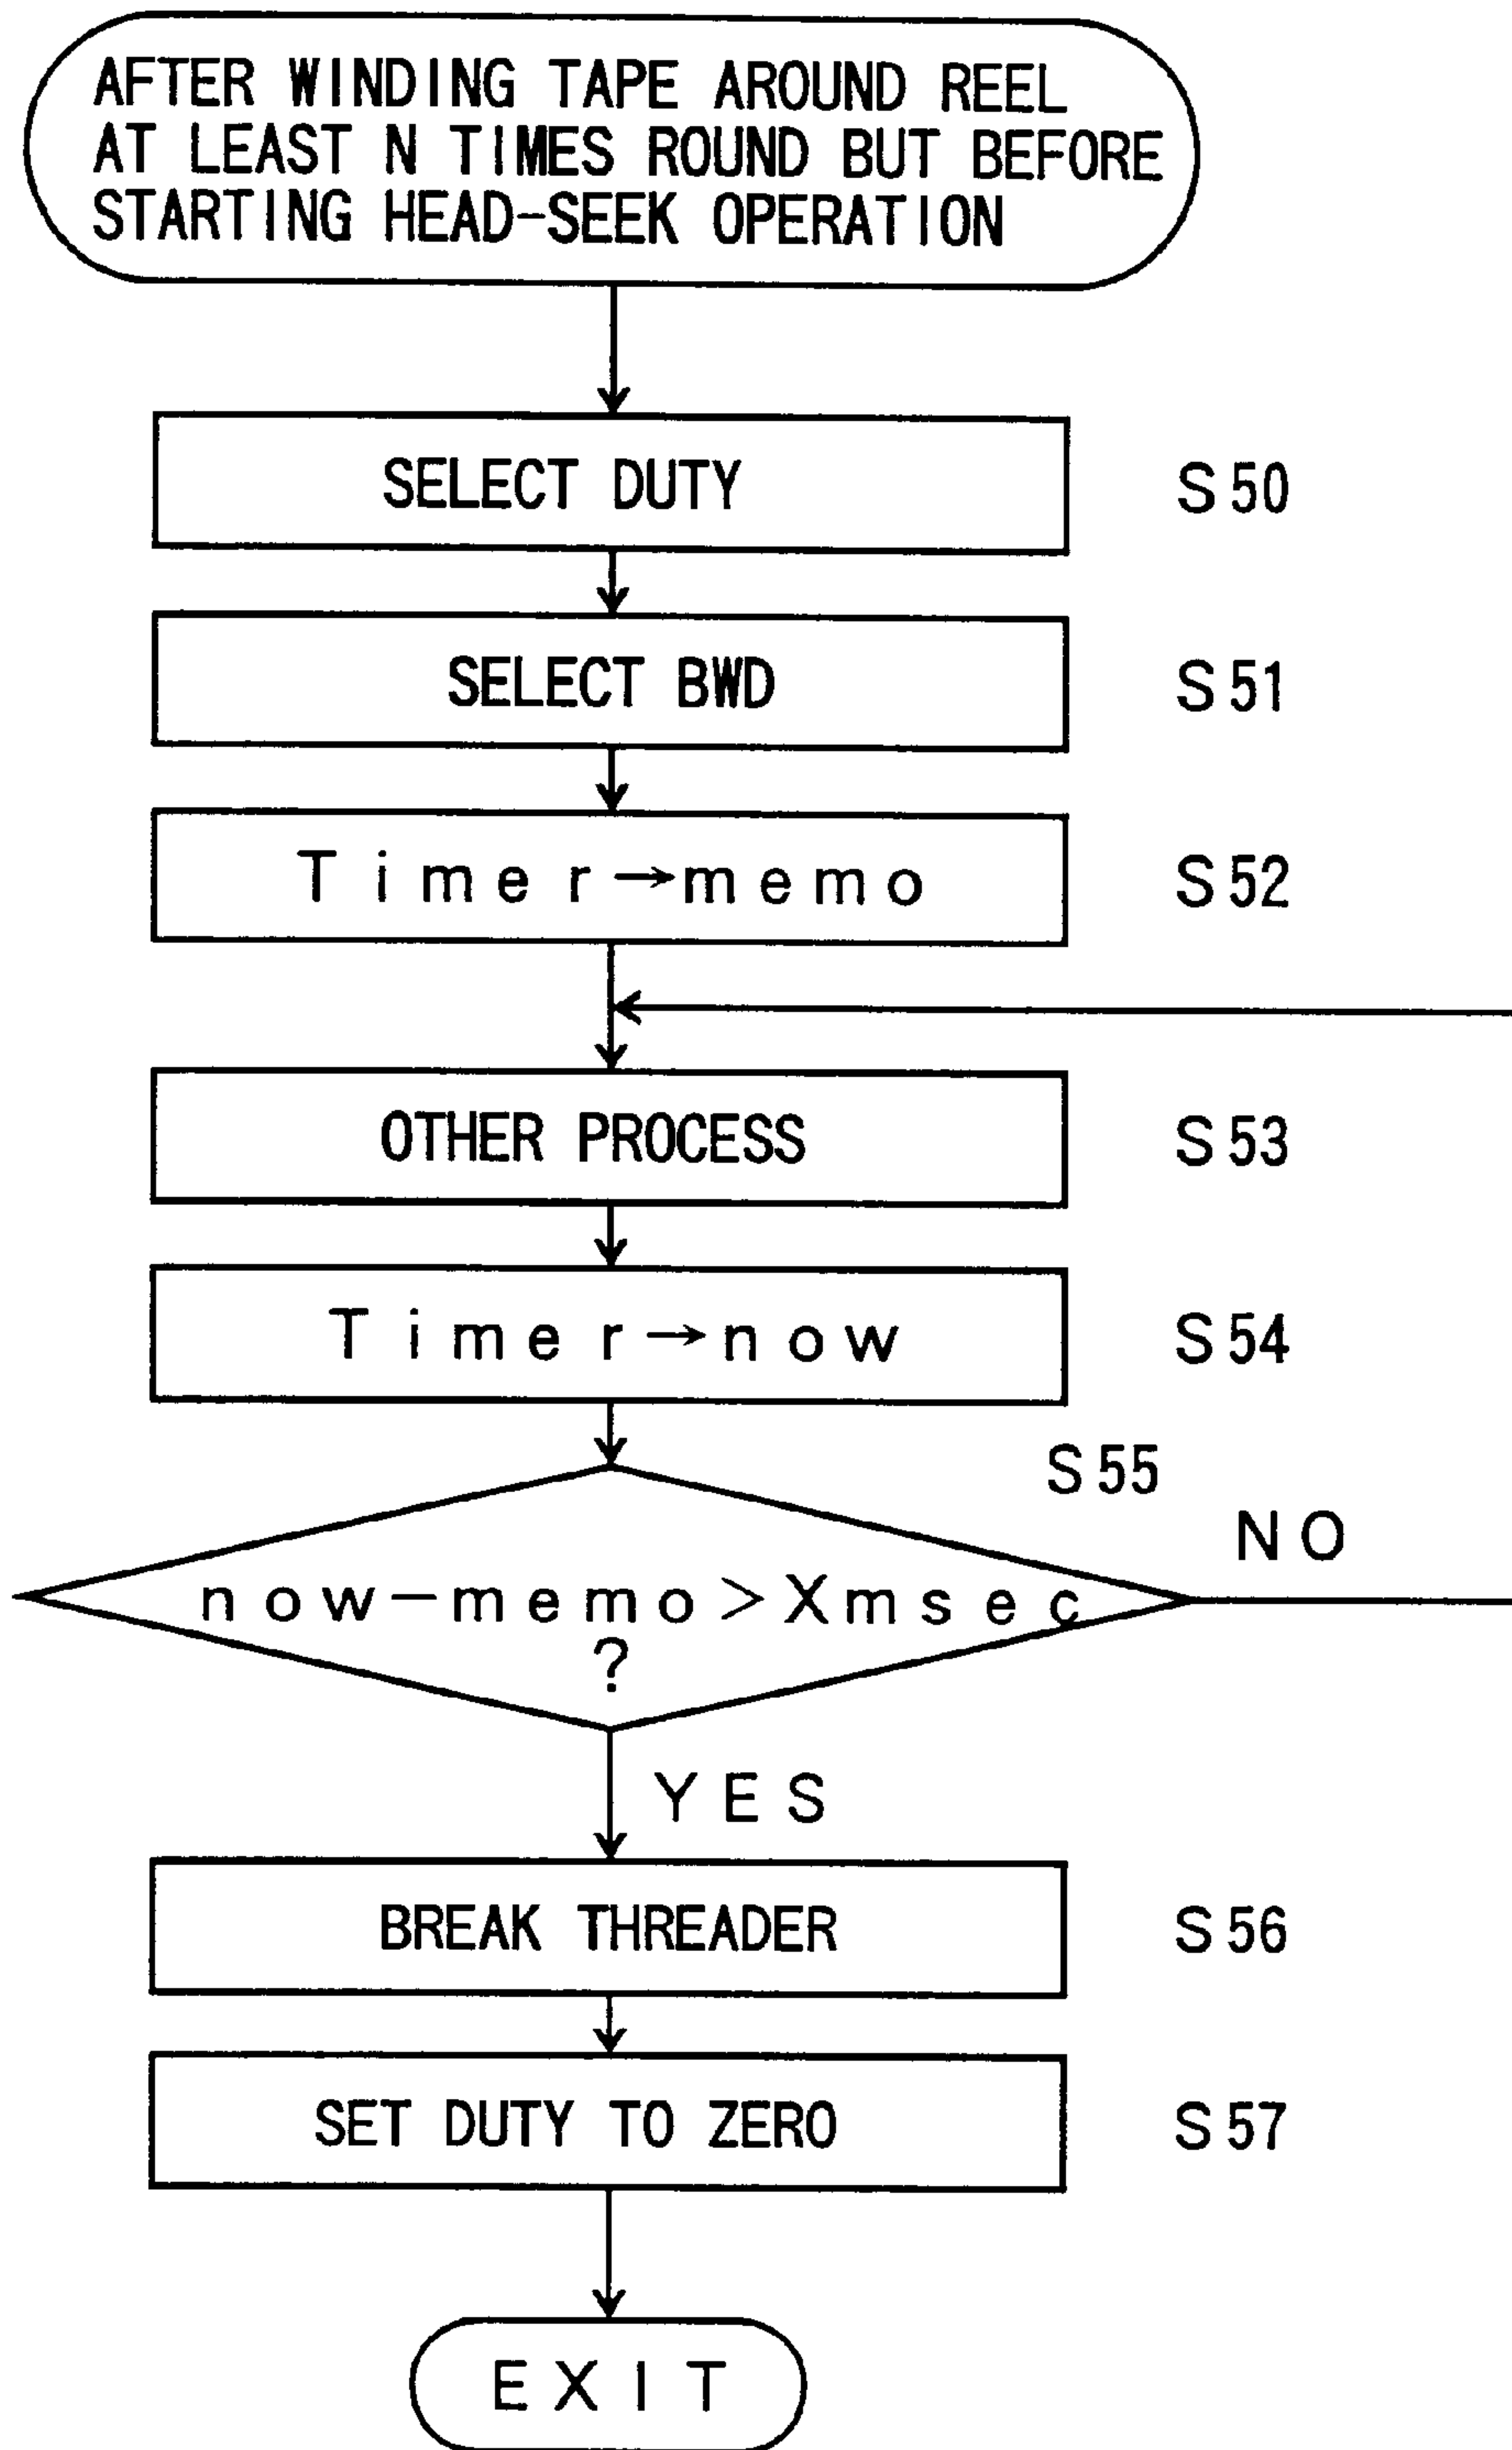 AFTER WINDING TAPE AROUND REEL
AT LEAST N TIMES ROUND BUT BEFORE
STARTING HEAD-SEEK OPERATION
SELECT DUTY
S50
SELECT BWD
S51
Timer→memo
S52
OTHER PROCESS
S53
Timer→now
S54
S55
NO
now-memo>Xmsec
?
YES
BREAK THREADER
S56
SET DUTY TO ZERO
S57
EXIT